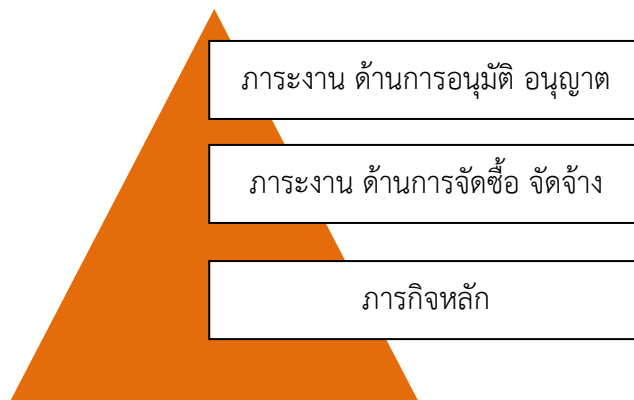 ภาระงาน ด้านการอนุมัติ อนุญาต
ภาระงาน ด้านการจัดซื้อ จัดจ้าง
ภารกิจหลัก